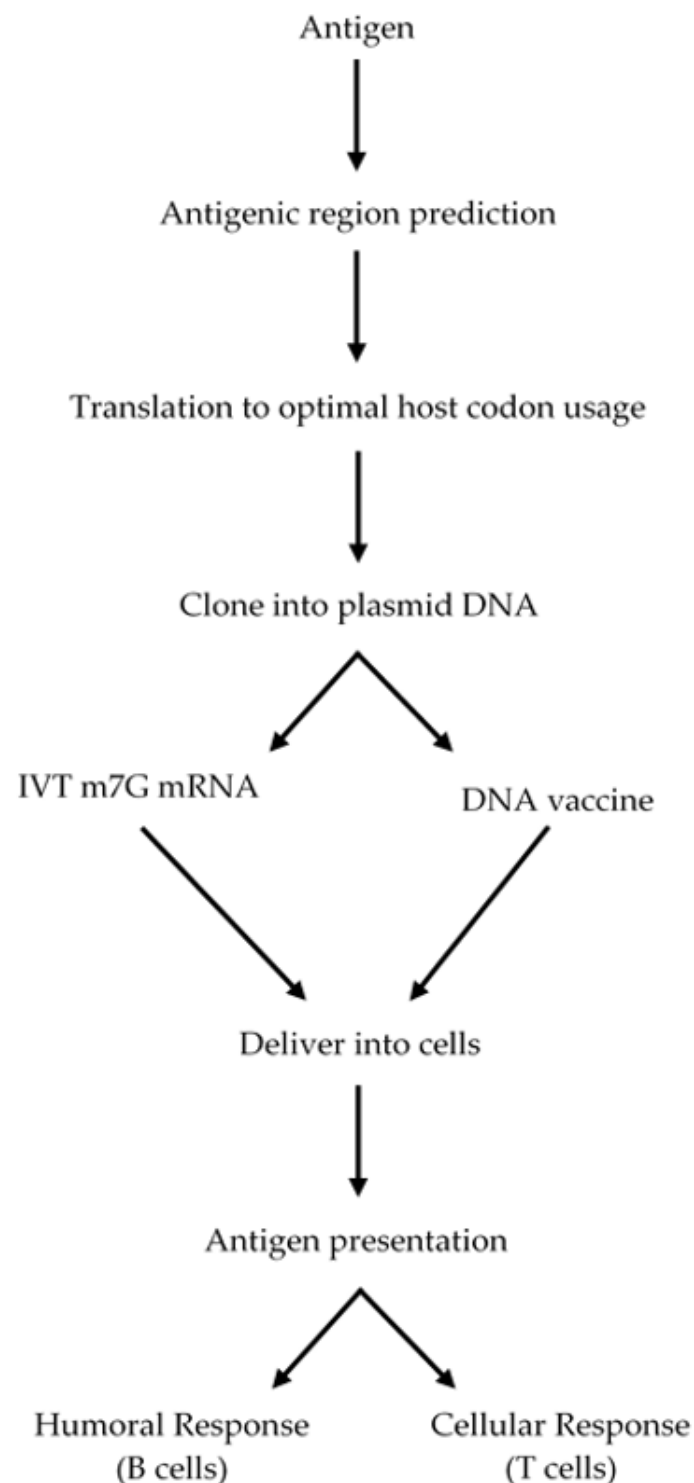 Antigen
Antigenic region prediction
Translation to optimal host codon usage
Clone into plasmid DNA
IVT m7G mRNA
DNA vaccine
Deliver into cells
Antigen presentation
Humoral Response
(B cells)
Cellular Response
(T cells)